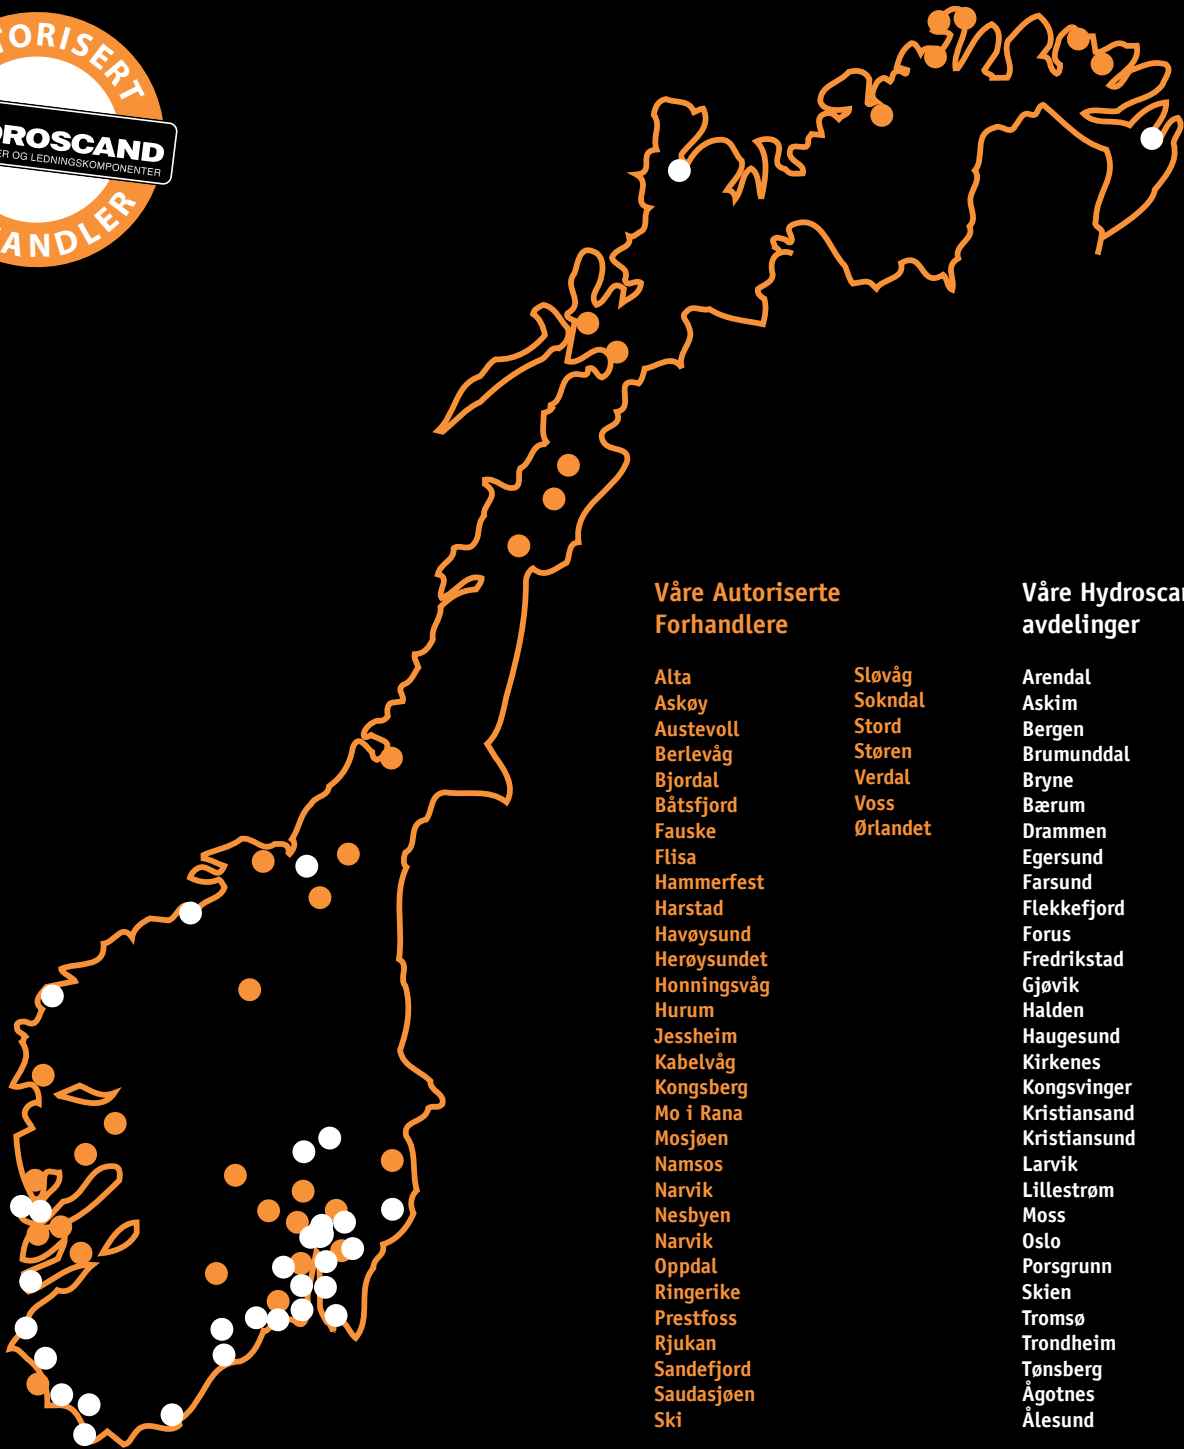 TORISERT
DROSCAND
ER OG LEDNINGSKOMPONENTER
HANDLER
Våre Autoriserte
Forhandlere
Alta
Askøy
Austevoll
Berlevåg
Bjordal
Båtsfjord
Fauske
Flisa
Hammerfest
Harstad
Havøysund
Herøysundet
Honningsvåg
Hurum
Jessheim
Kabelvåg
Kongsberg
Mo i Rana
Mosjøen
Namsos
Narvik
Nesbyen
Narvik
Oppdal
Ringerike
Prestfoss
Rjukan
Sandefjord
Saudasjøen
Ski
Sløvåg
Sokndal
Stord
Støren
Verdal
Voss
Ørlandet
Våre Hydroscan
avdelinger
Arendal
Askim
Bergen
Brumunddal
Bryne
Bærum
Drammen
Egersund
Farsund
Flekkefjord
Forus
Fredrikstad
Gjøvik
Halden
Haugesund
Kirkenes
Kongsvinger
Kristiansand
Kristiansund
Larvik
Lillestrøm
Moss
Oslo
Porsgrunn
Skien
Tromsø
Trondheim
Tønsberg
Ågotnes
Ålesund